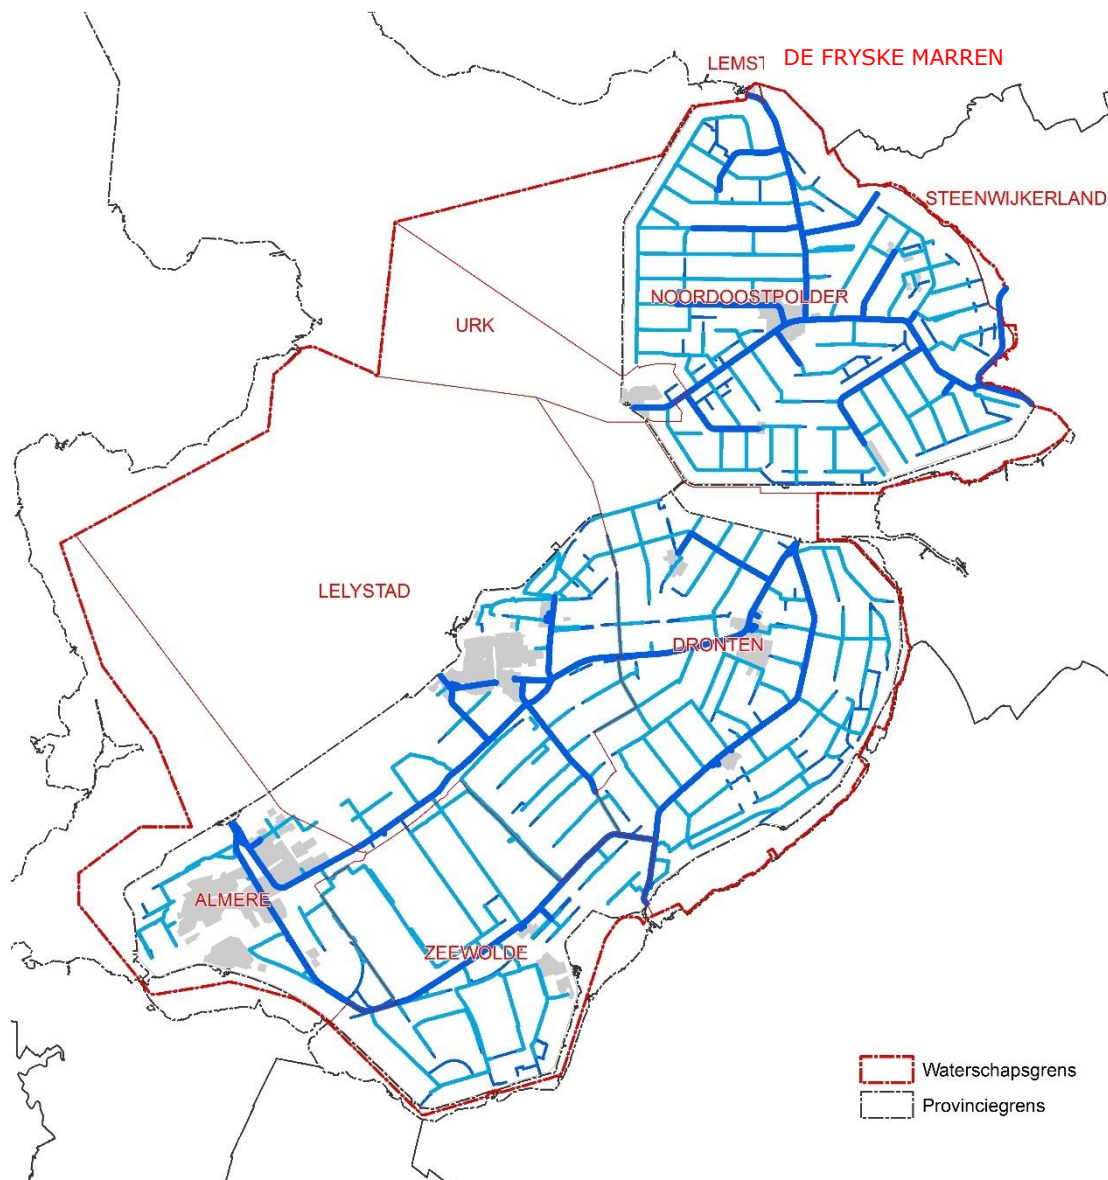 LEMST DE FRYSKE MARREN
STEENWIJKERLAND
NOORDOOSTPOLDER
URK
LELYSTAD
DRONTEN
ALMERE
ZEEWOLDE
Waterschapsgrens
Provinciegrens